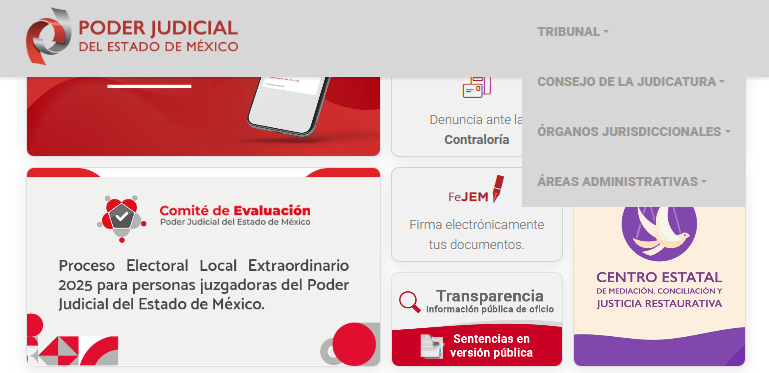 PODER JUDICIAL
DEL ESTADO DE MÉXICO
TRIBUNAL
CONSEJO DE LA JUDICATURA
ÓRGANOS JURISDICCIONALES
ÁREAS ADMINISTRATIVAS
Denuncia ante la
Contraloría
Comité de Evaluación
Poder Judicial del Estado de México
Proceso Electoral Local Extraordinario
2025 para personas juzgadoras del Poder
Judicial del Estado de México.
FeJEM
Firma electrónicamente
tus documentos.
Transparencia
Información pública de oficio
Sentencias en
versión pública
CENTRO ESTATAL
DE MEDIACIÓN, CONCILIACIÓN Y
JUSTICIA RESTAURATIVA